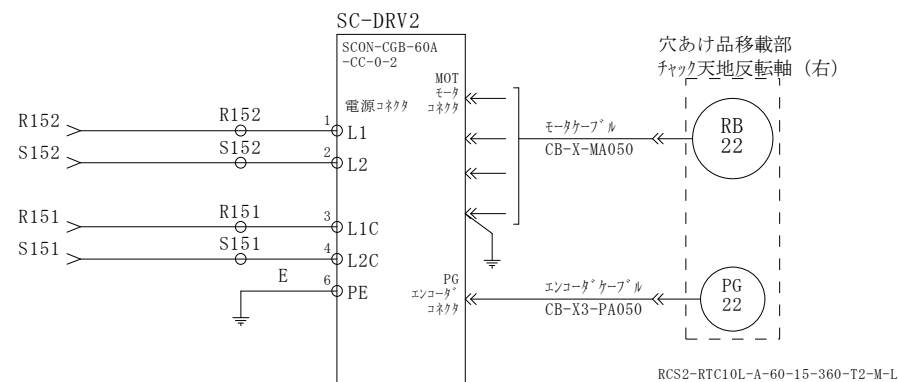 SC-DRV2
SCON-CGB-60A
-CC-0-2
穴あけ品移載部
ﾁｬｯｸ天地反転軸 (右)
MOT
ﾓｰﾀ
ｺﾈｸﾀ
電源ｺﾈｸﾀ
R152
R152
1
L1
ﾓｰﾀｹｰﾌﾞﾙ
CB-X-MA050
RB
22
S152
S152
2
L2
R151
R151
3
L1C
S151
S151
4
L2C
E
6
PE
PG
ｴﾝｺｰﾀﾞ
ｺﾈｸﾀ
ｴﾝｺｰﾀﾞｹｰﾌﾞﾙ
CB-X3-PA050
PG
22
RCS2-RTC10L-A-60-15-360-T2-M-L